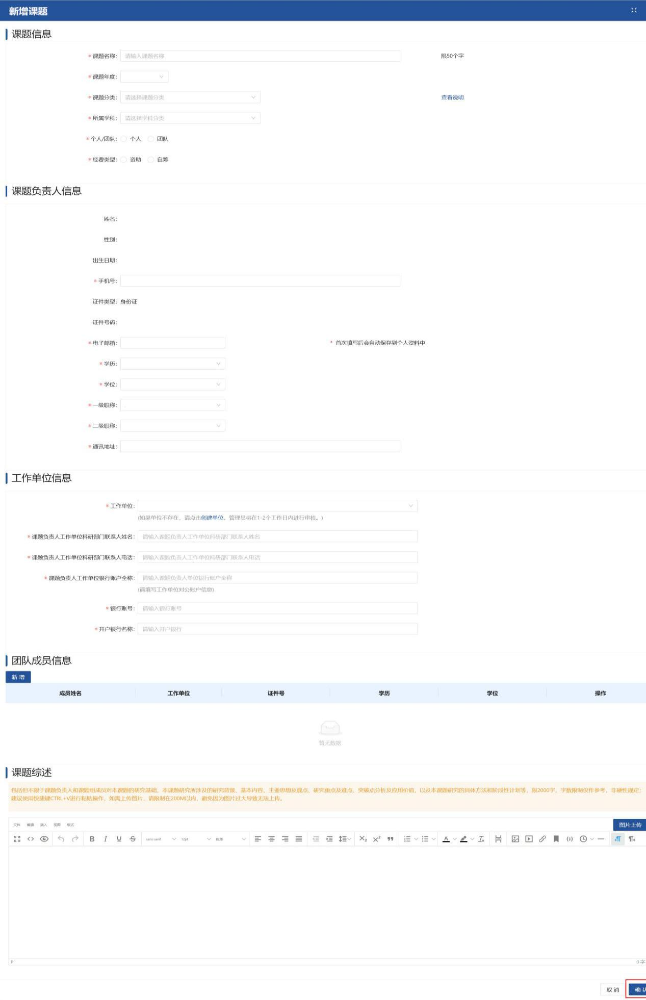 新增课题
课题信息
* 课题名称: 请输入课题名称 限50个字
* 课题年度:
* 课题分类: 请选择课题分类 查看说明
* 所属学科: 请选择学科分类
* 个人/团队: 个人 团队
* 经费类型: 资助 自筹
课题负责人信息
姓名:
性别:
出生日期:
* 手机号:
证件类型: 身份证
证件号码:
* 电子邮箱: * 首次填写后会自动保存到个人资料中
* 学历:
* 学位:
* 一级职称:
* 二级职称:
* 通讯地址:
工作单位信息
* 工作单位:
(如果单位不存在，请点击创建单位。管理员将在1-2个工作日内进行审核。)
* 课题负责人工作单位科研部门联系人姓名: 请输入课题负责人工作单位科研部门联系人姓名
* 课题负责人工作单位科研部门联系人电话: 请输入课题负责人工作单位科研部门联系人电话
* 课题负责人工作单位银行账户全称: 请输入课题负责人单位银行账户全称
(请填写工作单位对公账户信息)
* 银行账号: 请输入银行账号
* 开户银行名称: 请输入开户银行
团队成员信息
新增
成员姓名 工作单位 证件号 学历 学位 操作
暂无数据
课题综述
包括但不限于课题负责人和课题组成员对本课题的研究基础，本课题研究所涉及的研究背景、基本内容、主要思想及观点、研究重点及难点、突破点分析及应用价值，以及本课题研究的具体方法和阶段性计划等，限2000字，字数限制仅作参考，非硬性规定；
建议使用快捷键CTRL+V进行粘贴操作，如需上传图片，请限制在200M以内，避免因为图片过大导致无法上传。
文件 编辑 插入 视图 格式 图片上传
sans-serif 12pt 段落
P 0 字
取消 确认